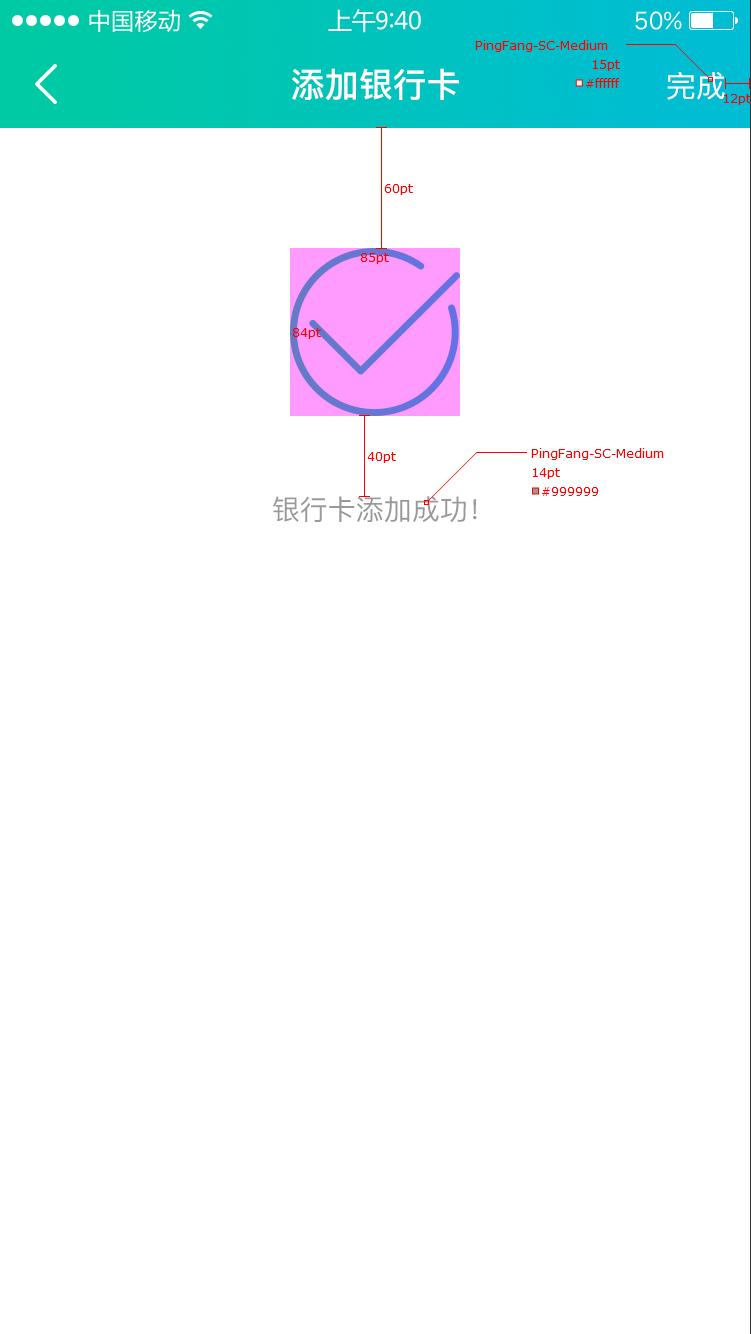 中国移动
上午9:40
50%
PingFang-SC-Medium
15pt
#ffffff
添加银行卡
完成
12pt
60pt
85pt
84pt
40pt
PingFang-SC-Medium
14pt
#999999
银行卡添加成功！